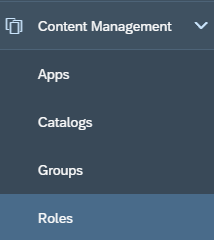 Content Management
Apps
Catalogs
Groups
Roles